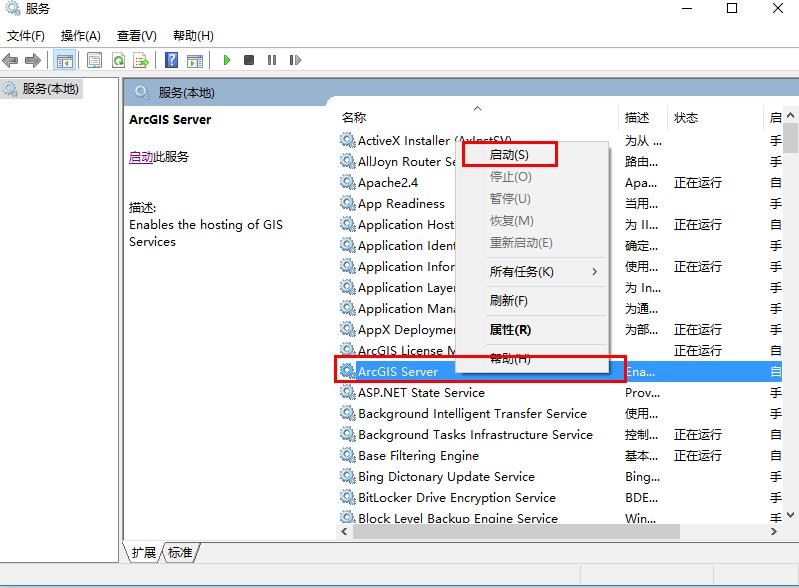 服务
文件(F) 操作(A) 查看(V) 帮助(H)
服务(本地)
服务(本地)
ArcGIS Server
启动此服务
描述:
Enables the hosting of GIS
Services
名称 描述 状态 启
ActiveX Installer (AxInstSV) 为从 ... 手
AllJoyn Router Se 路由... 手
Apache2.4 Apa... 正在运行 自
App Readiness 当用... 手
Application Host 为 II... 正在运行 自
Application Ident 确定... 手
Application Infor 使用... 正在运行 手
Application Layer 为 In... 手
Application Mana 为通... 手
AppX Deployme 为部... 正在运行 手
ArcGIS License M 正在运行 自
ArcGIS Server Ena... 自
ASP.NET State Service Prov... 手
Background Intelligent Transfer Service 使用... 手
Background Tasks Infrastructure Service 控制... 正在运行 自
Base Filtering Engine 基本... 正在运行 自
Bing Dictonary Update Service Bing... 手
BitLocker Drive Encryption Service BDE... 手
Block Level Backup Engine Service Win... 手
启动(S)
停止(O)
暂停(U)
恢复(M)
重新启动(E)
所有任务(K)
刷新(F)
属性(R)
帮助(H)
扩展 标准